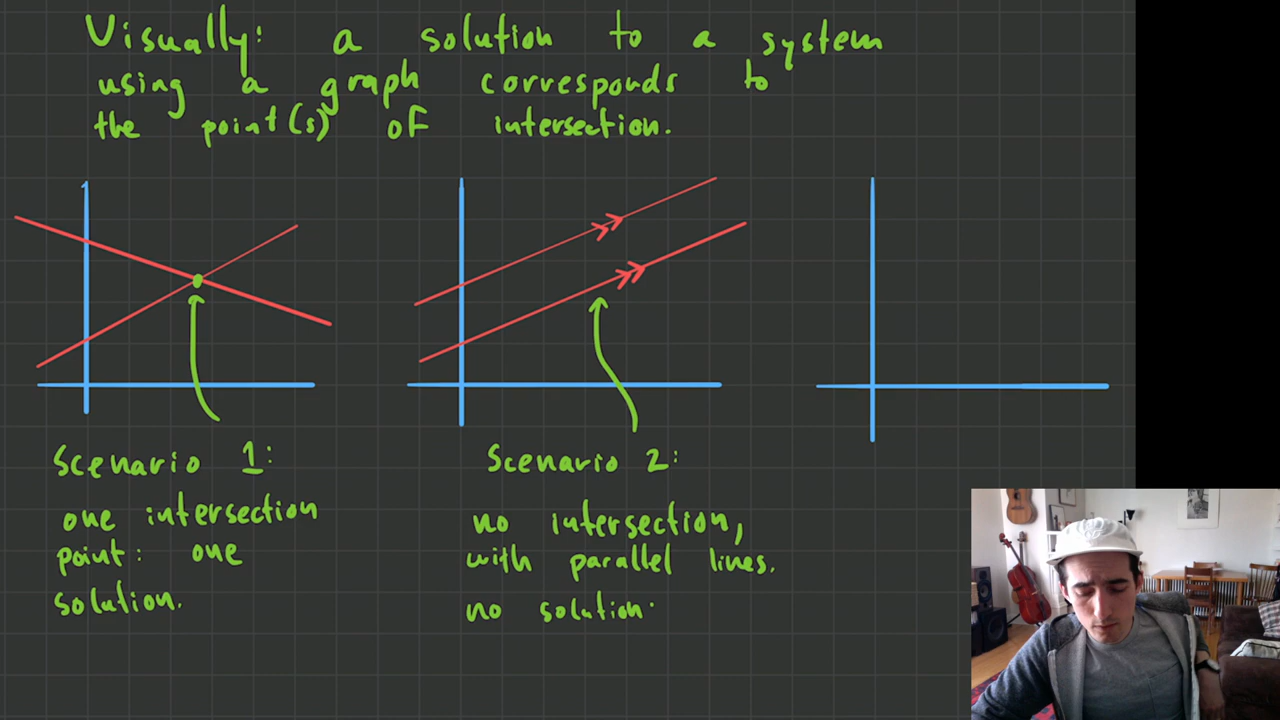 Visually: a solution to a system
using a graph corresponds to
the point(s) of intersection.
Scenario 1:
one intersection
point: one
solution.
Scenario 2:
no intersection,
with parallel lines.
no solution.